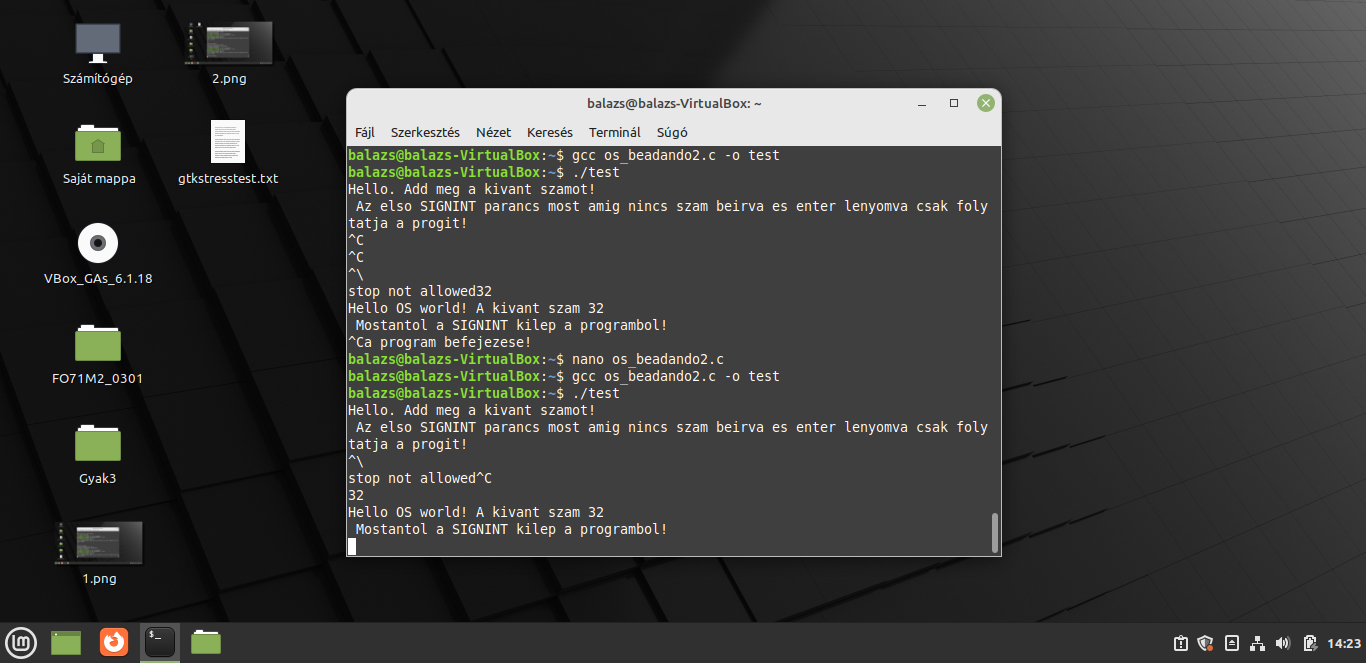 Számítógép
2.png
Saját mappa
gtkstresstest.txt
VBox_GAs_6.1.18
FO71M2_0301
Gyak3
1.png
balazs@balazs-VirtualBox: ~
Fájl Szerkesztés Nézet Keresés Terminál Súgó
balazs@balazs-VirtualBox:~$ gcc os_beadando2.c -o test
balazs@balazs-VirtualBox:~$ ./test
Hello. Add meg a kivant szamot!
Az elso SIGNINT parancs most amig nincs szam beirva es enter lenyomva csak foly
tatja a progit!
^C
^C
^\
stop not allowed32
Hello OS world! A kivant szam 32
Mostantol a SIGNINT kilep a programbol!
^Ca program befejezese!
balazs@balazs-VirtualBox:~$ nano os_beadando2.c
balazs@balazs-VirtualBox:~$ gcc os_beadando2.c -o test
balazs@balazs-VirtualBox:~$ ./test
Hello. Add meg a kivant szamot!
Az elso SIGNINT parancs most amig nincs szam beirva es enter lenyomva csak foly
tatja a progit!
^\
stop not allowed^C
32
Hello OS world! A kivant szam 32
Mostantol a SIGNINT kilep a programbol!
$_
14:23